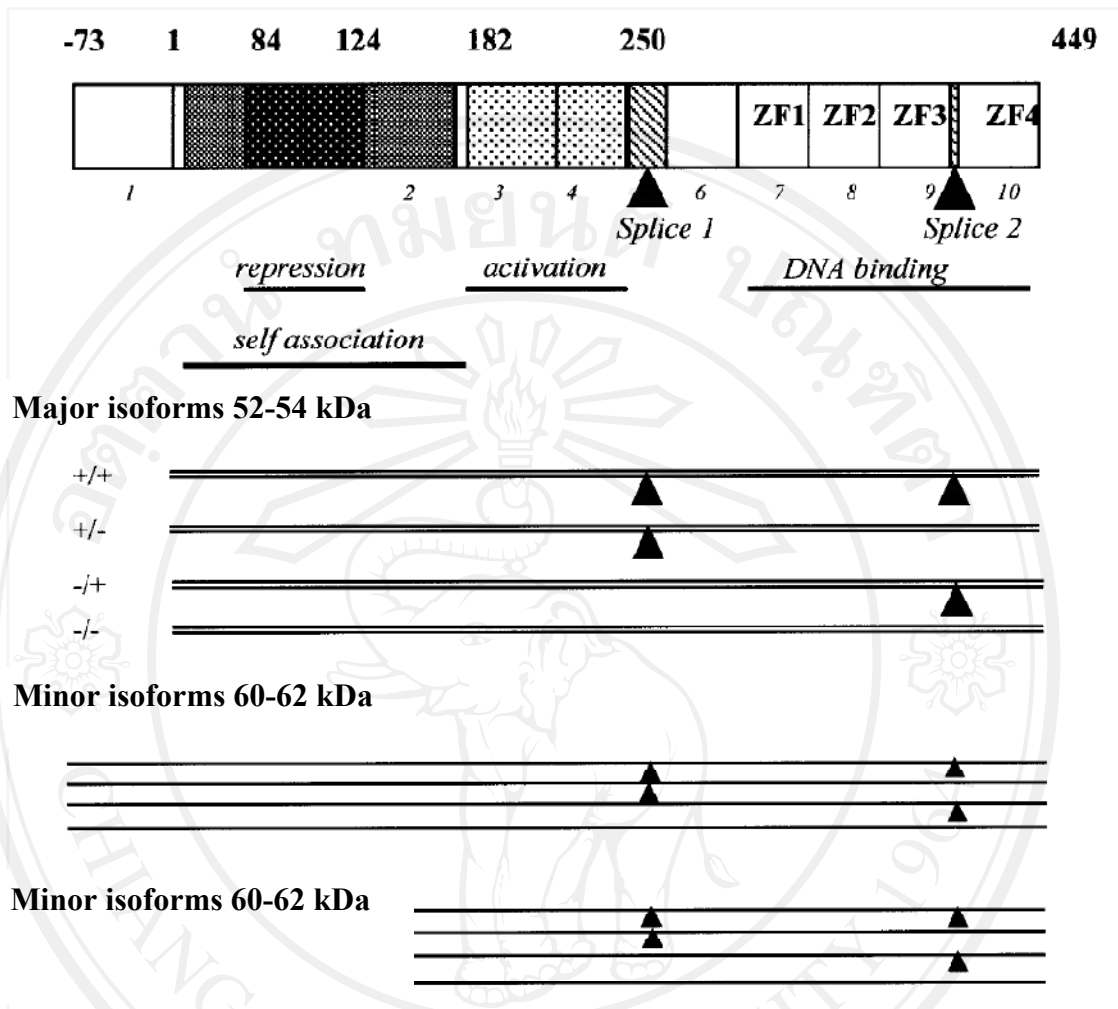 -73 1 84 124 182 250 449
ZF1 ZF2 ZF3 ZF4
1 2 3 4 6 7 8 9 10
Splice 1 Splice 2
repression activation DNA binding
self association
Major isoforms 52-54 kDa
+/+
+/-
-/+
-/-
Minor isoforms 60-62 kDa
Minor isoforms 60-62 kDa